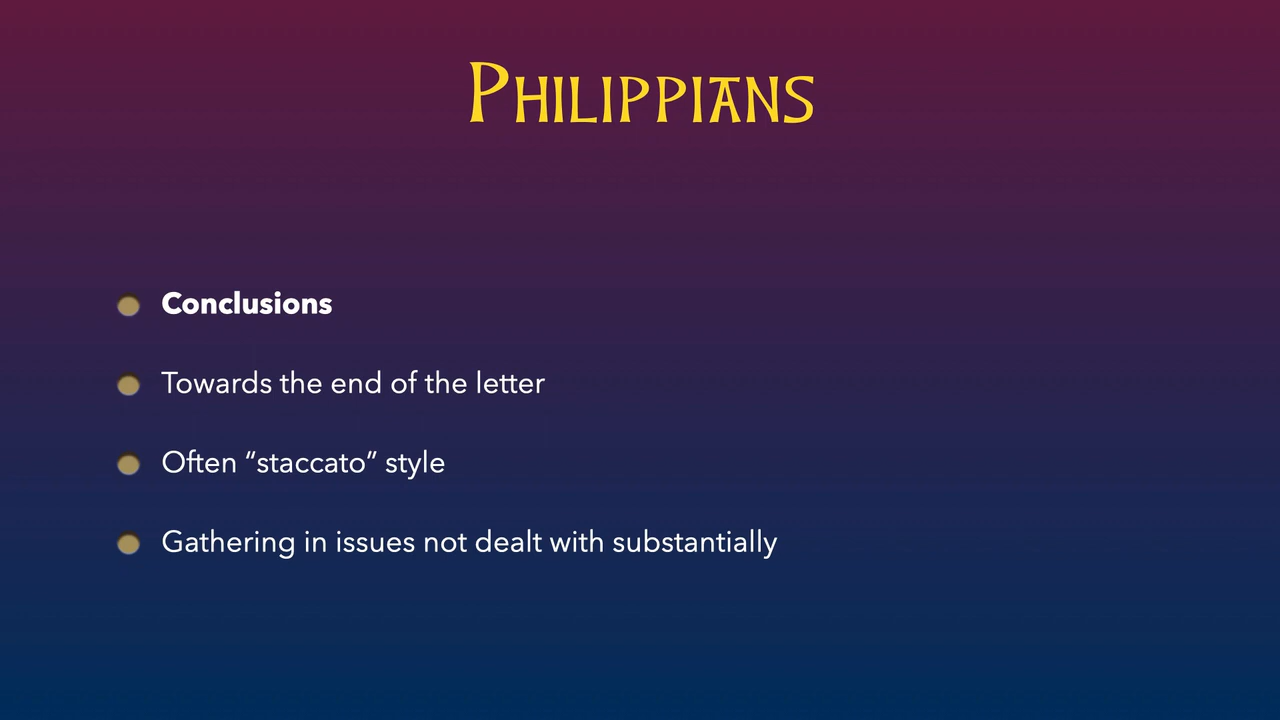 Philippians
Conclusions
Towards the end of the letter
Often “staccato” style
Gathering in issues not dealt with substantially